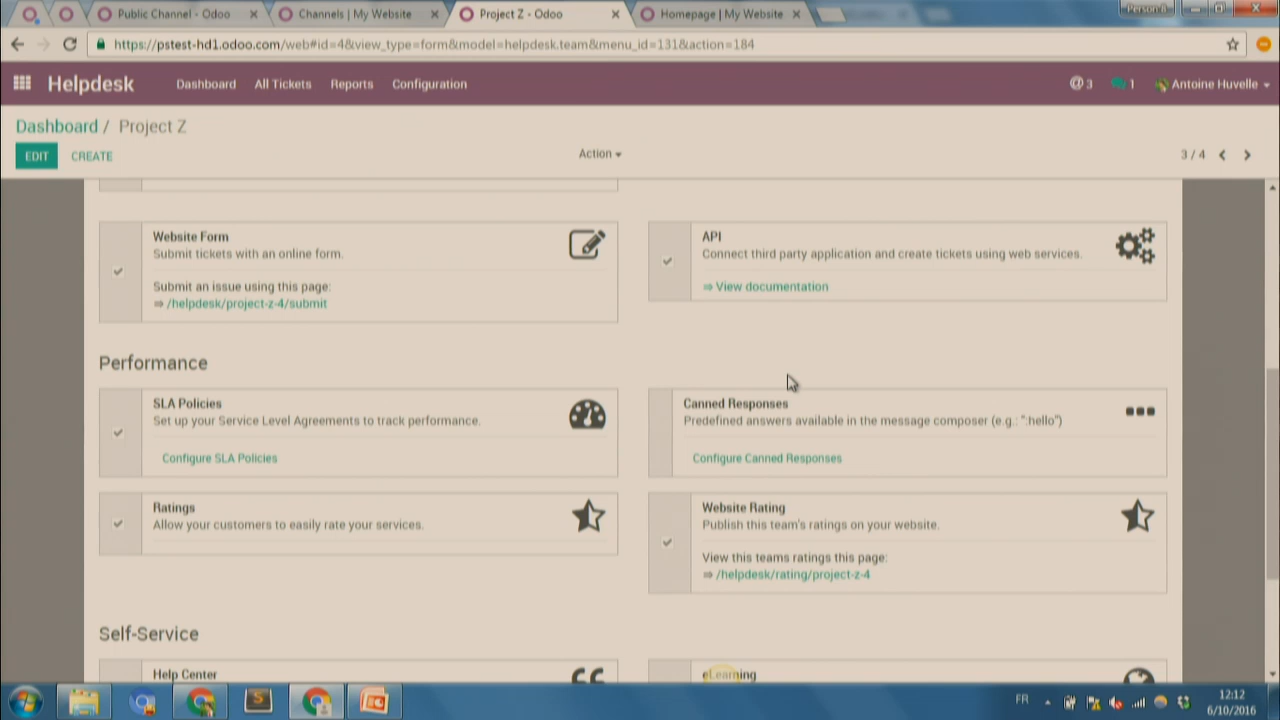 Public Channel - Odoo
Channels | My Website
Project Z - Odoo
Homepage | My Website
Person 8
https://pstest-hd1.odoo.com/web#id=4&view_type=form&model=helpdesk.team&menu_id=131&action=184
Helpdesk
Dashboard
All Tickets
Reports
Configuration
@3
1
Antoine Huvelle
Dashboard / Project Z
EDIT
CREATE
Action
3 / 4
Website Form
Submit tickets with an online form.
Submit an issue using this page:
⇒ /helpdesk/project-z-4/submit
API
Connect third party application and create tickets using web services.
⇒ View documentation
Performance
SLA Policies
Set up your Service Level Agreements to track performance.
Configure SLA Policies
Canned Responses
Predefined answers available in the message composer (e.g.: ":hello")
Configure Canned Responses
Ratings
Allow your customers to easily rate your services.
Website Rating
Publish this team's ratings on your website.
View this teams ratings this page:
⇒ /helpdesk/rating/project-z-4
Self-Service
Help Center
eLearning
FR
12:12
6/10/2016